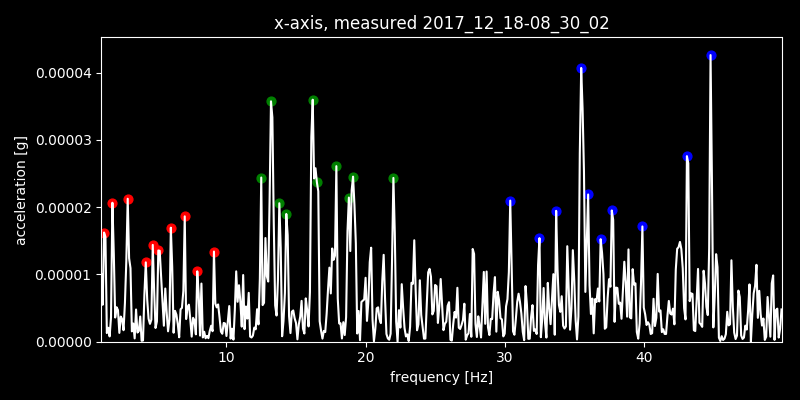 x-axis, measured 2017_12_18-08_30_02
0.00004
0.00003
0.00002
0.00001
0.00000
acceleration [g]
10 20 30 40
frequency [Hz]